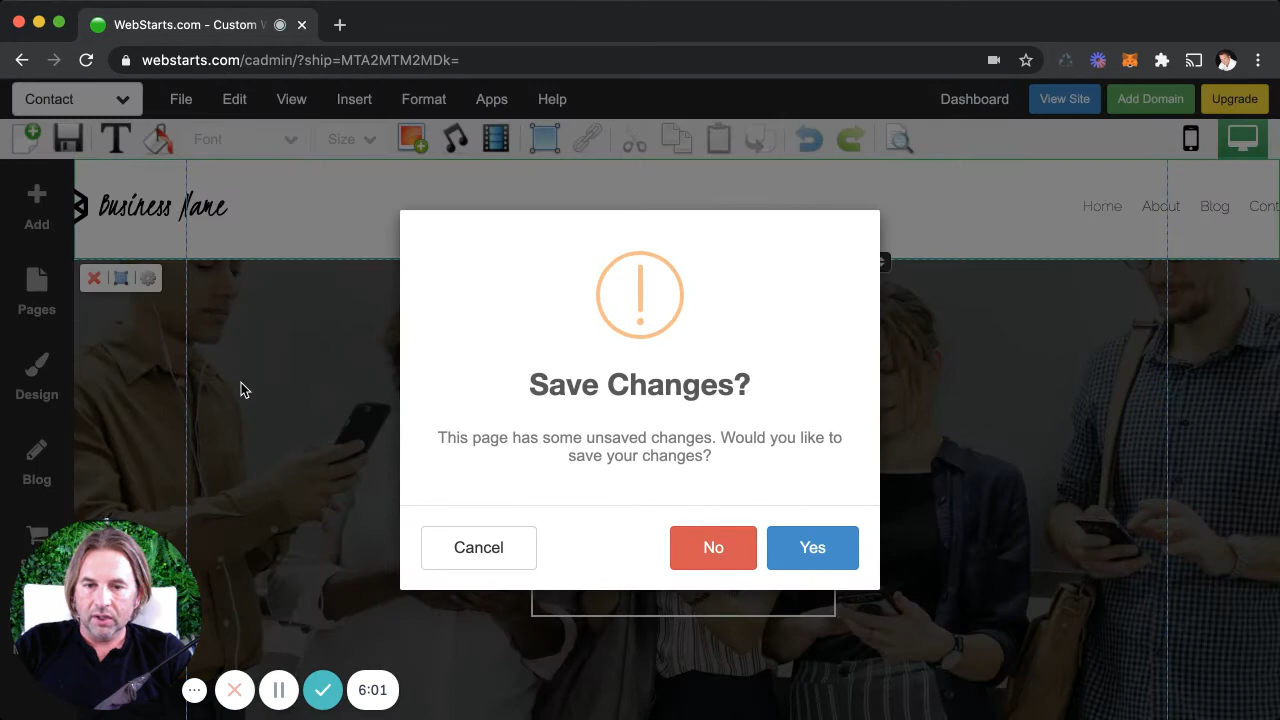 WebStarts.com - Custom W
webstarts.com/cadmin/?ship=MTA2MTM2MDk=
Contact
File
Edit
View
Insert
Format
Apps
Help
Dashboard
View Site
Add Domain
Upgrade
T
Font
Size
Add
Business Name
Home
About
Blog
Cont
Pages
Design
Blog
Save Changes?
This page has some unsaved changes. Would you like to
save your changes?
Cancel
No
Yes
6:01